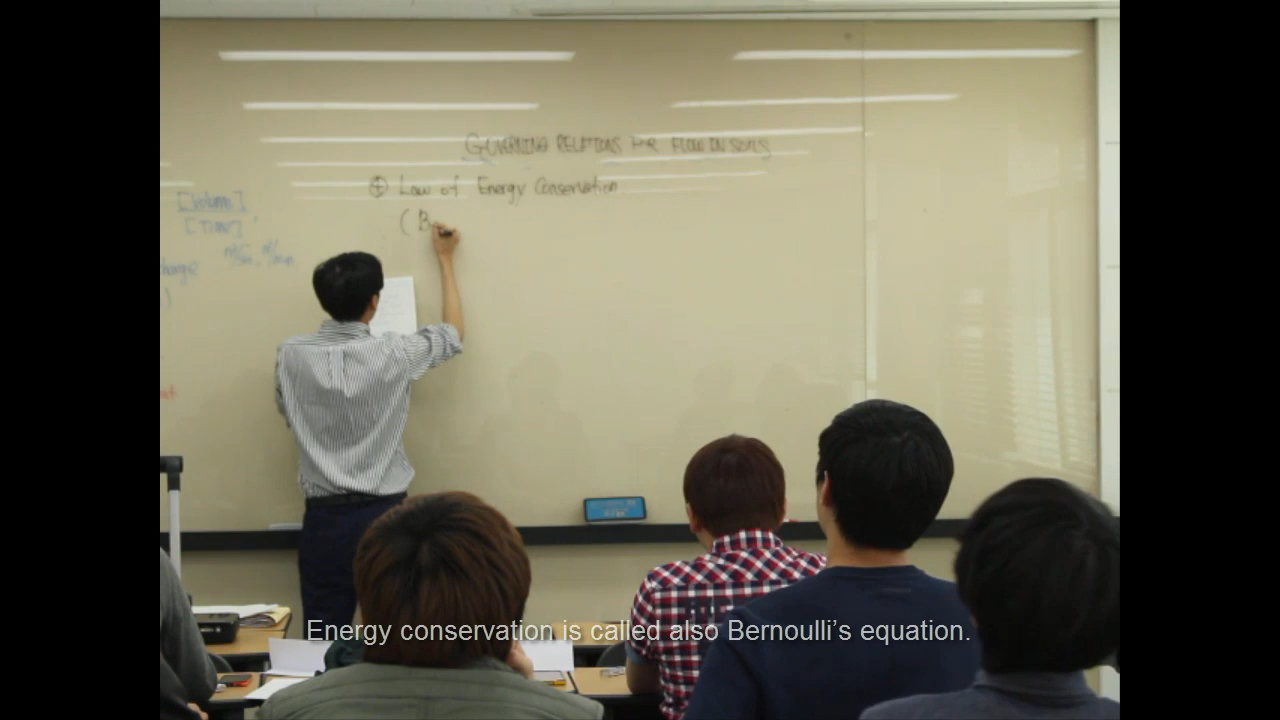 GOVERNING RELATIONS FOR FLOW IN SOILS
① Law of Energy Conservation
( Be
[Volume]
[Time]
Energy conservation is called also Bernoulli’s equation.